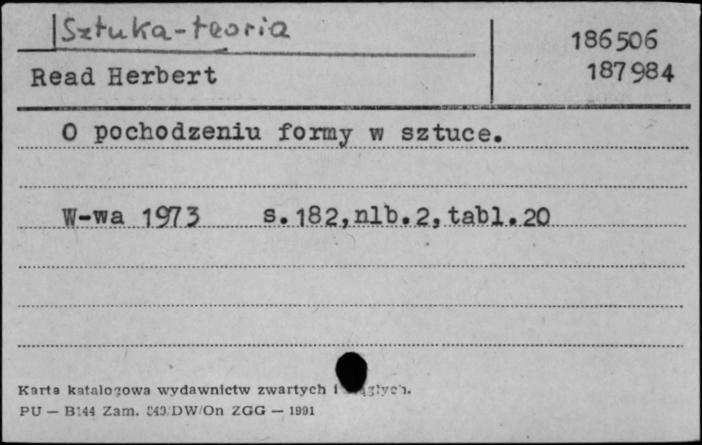 Sztuka-teoria
186506
Read Herbert
187984
O pochodzeniu formy w sztuce.
W-wa 1973 s.182,nlb.2,tabl.20
Karta katalogowa wydawnictw zwartych i
PU — B144 Zam. DW/On ZGG — 1991